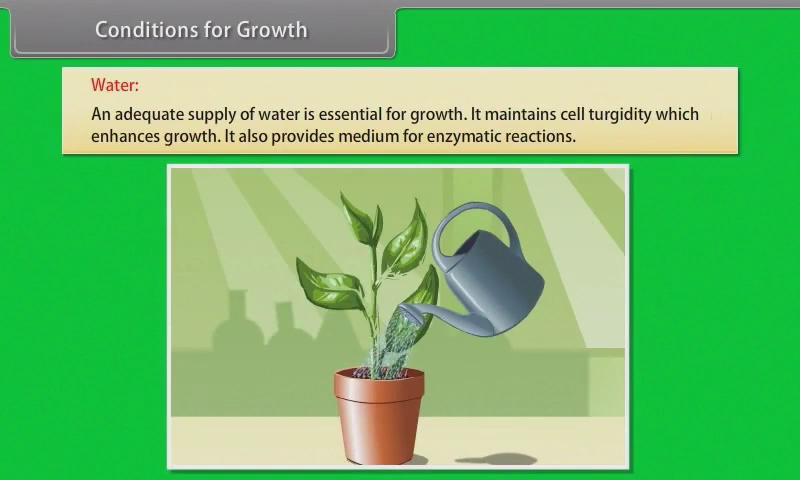 Conditions for Growth
Water:
An adequate supply of water is essential for growth. It maintains cell turgidity which
enhances growth. It also provides medium for enzymatic reactions.